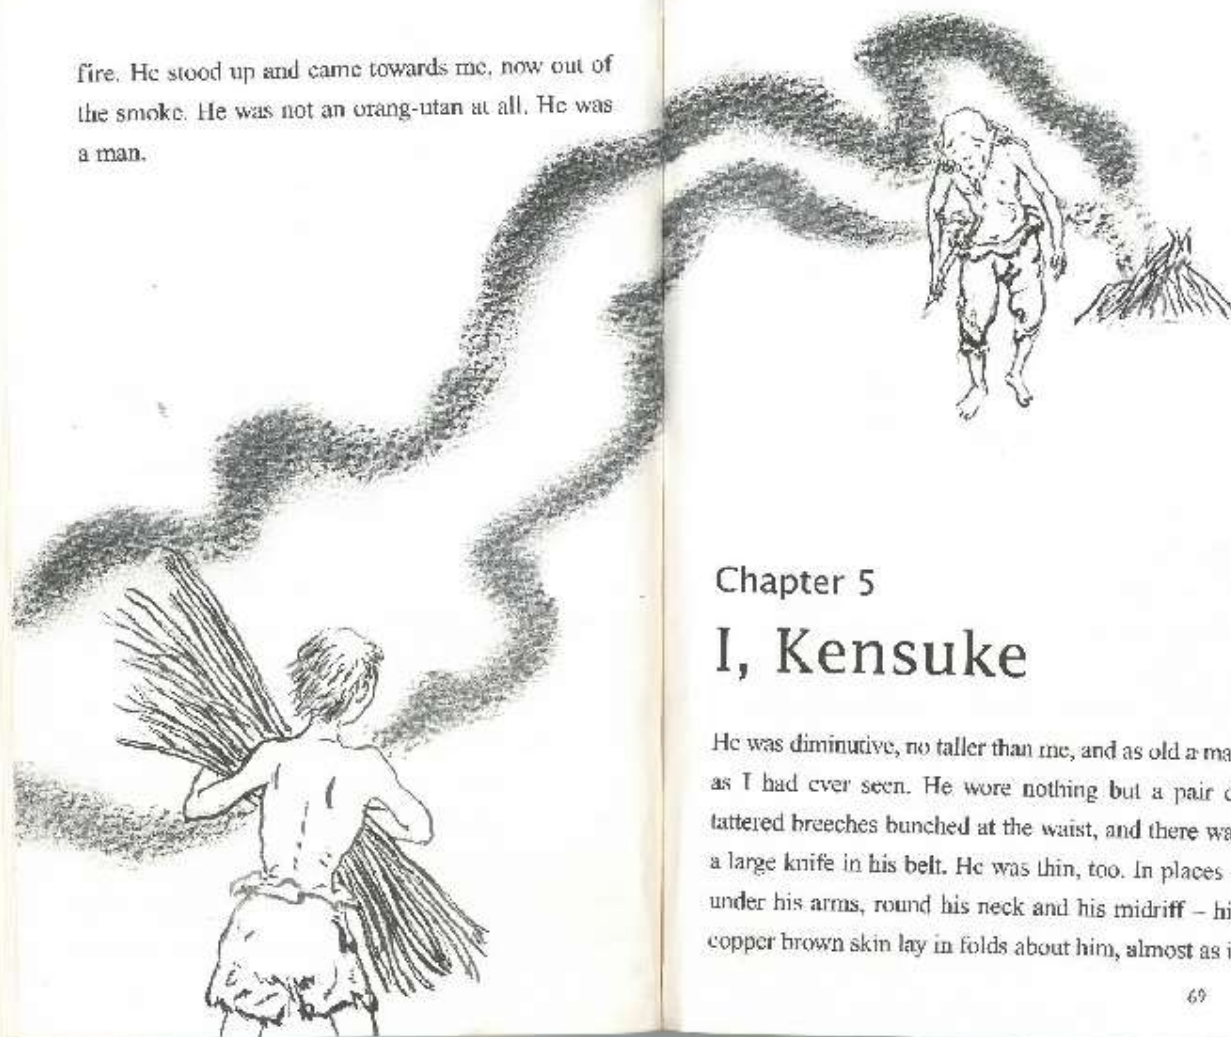 fire. He stood up and came towards me, now out of
the smoke. He was not an orang-utan at all. He was
a man.
Chapter 5
I, Kensuke
He was diminutive, no taller than me, and as old a ma
as I had ever seen. He wore nothing but a pair
tattered breeches bunched at the waist, and there wa
a large knife in his belt. He was thin, too. In places
under his arms, round his neck and his midriff – hi
copper brown skin lay in folds about him, almost as i
69